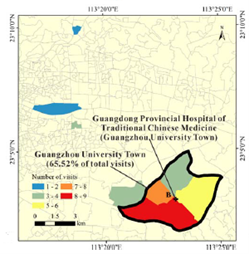 113°20'0"E 113°25'0"E
23°10'0"N 23°10'0"N
N
Guangdong Provincial Hospital of
Traditional Chinese Medicine
(Guangzhou University Town)
23°5'0"N 23°5'0"N
Guangzhou University Town
(65.52% of total visits)
B
Number of visits
1 - 2 7 - 8
3 - 4 8 - 9
5 - 6
0 1.5 3 km
113°20'0"E 113°25'0"E